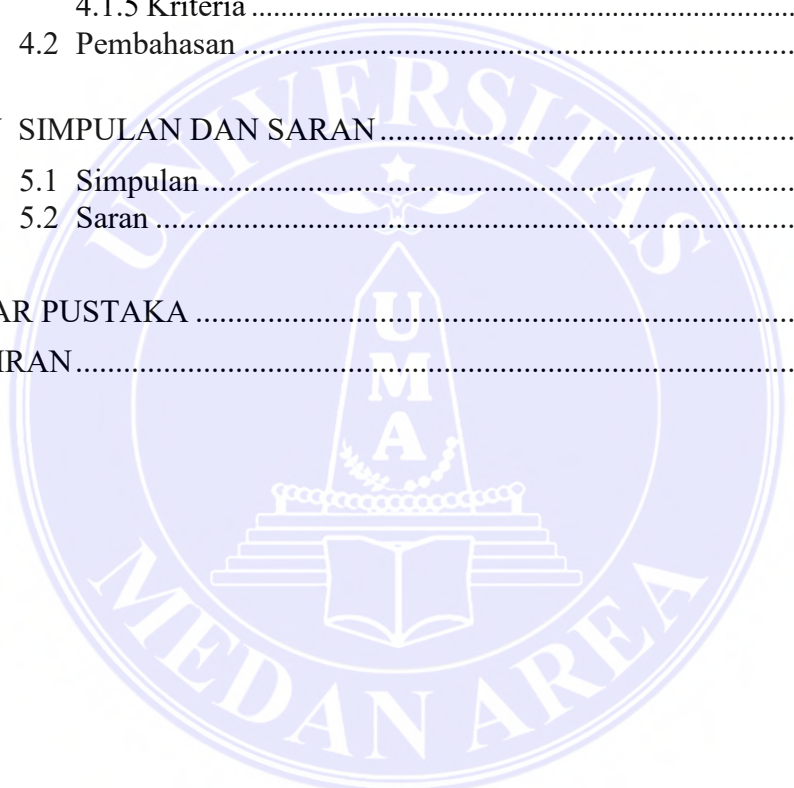 4.1.5 Kriteria ........................................................................
4.2 Pembahasan ........................................................................
SIMPULAN DAN SARAN ........................................................................
5.1 Simpulan ........................................................................
5.2 Saran ........................................................................
AR PUSTAKA ........................................................................
IRAN ........................................................................
UNIVERSITAS
UMA
MEDAN AREA